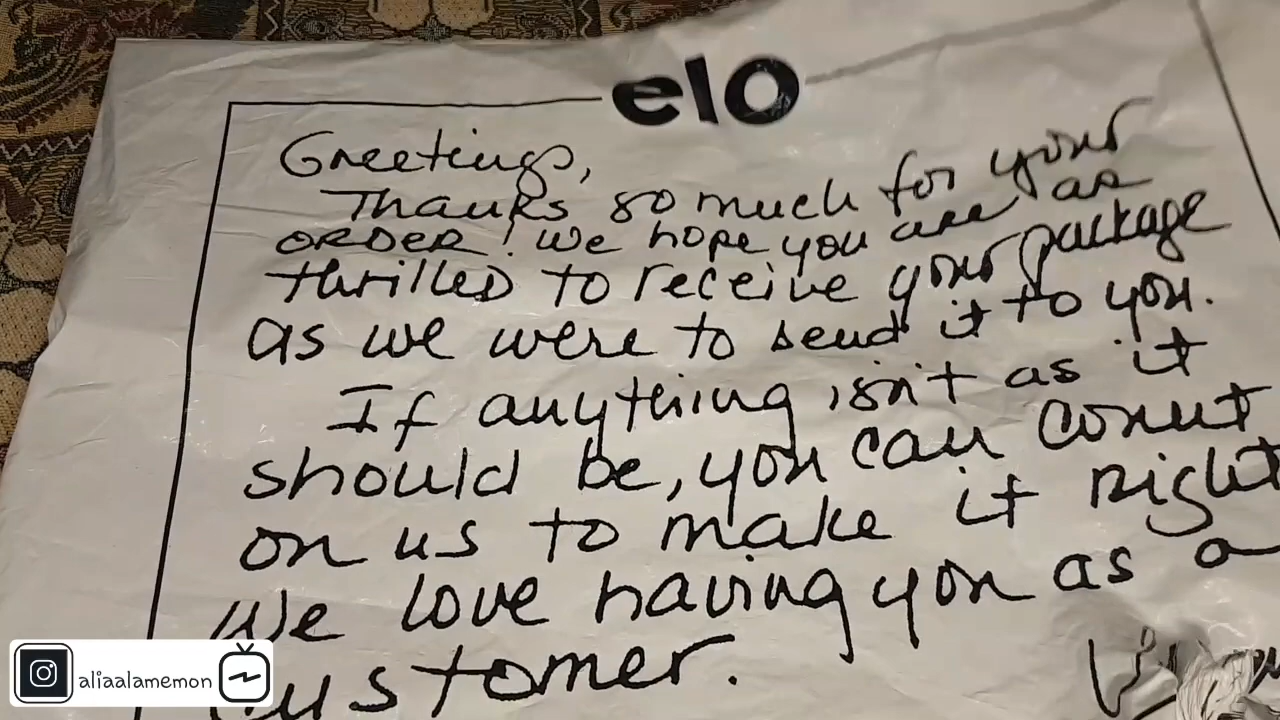 elo
Greetings,
Thanks so much for your
ORDER! We hope you are as
thrilled to receive your package
as we were to send it to you.
If anything isn't as it
should be, you can count
on us to make it right
We love having you as a
customer.
aliaalamemon